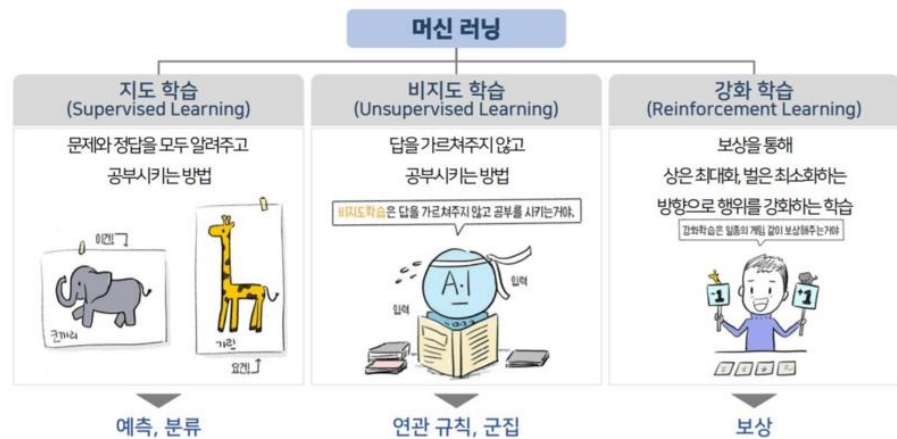 머신 러닝
지도 학습
(Supervised Learning)
문제와 정답을 모두 알려주고
공부시키는 방법
이건!
코끼리
기린
요건!
예측, 분류
비지도 학습
(Unsupervised Learning)
답을 가르쳐주지 않고
공부시키는 방법
비지도학습은 답을 가르쳐주지 않고 공부를 시키는거야.
A.I
입력
입력
연관 규칙, 군집
강화 학습
(Reinforcement Learning)
보상을 통해
상은 최대화, 벌은 최소화하는
방향으로 행위를 강화하는 학습
강화학습은 일종의 게임 같이 보상해주는거야
-1
+1
보상